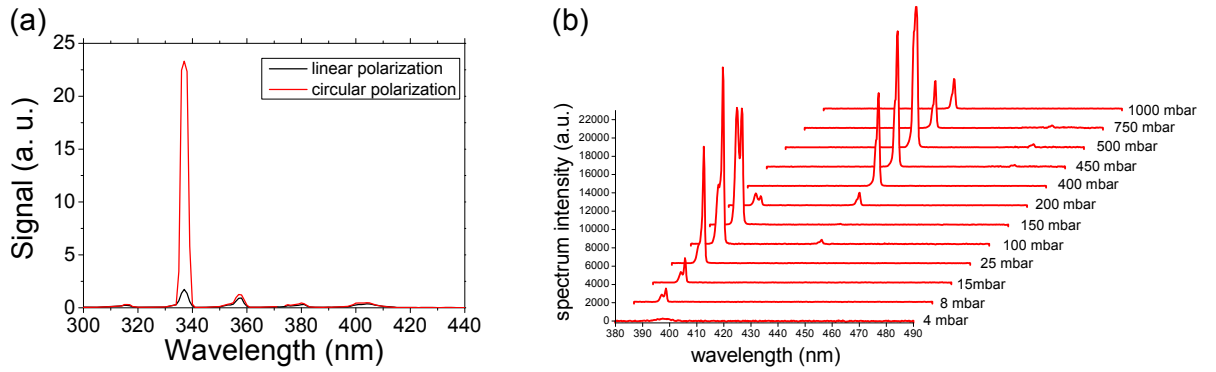 (a)
Signal (a. u.)
25
20
15
10
5
0
300 320 340 360 380 400 420 440
Wavelength (nm)
linear polarization
circular polarization
(b)
spectrum intensity (a.u.)
22000
20000
18000
16000
14000
12000
10000
8000
6000
4000
2000
0
380 390 400 410 420 430 440 450 460 470 480 490
wavelength (nm)
1000 mbar
750 mbar
500 mbar
450 mbar
400 mbar
200 mbar
150 mbar
100 mbar
25 mbar
15mbar
8 mbar
4 mbar